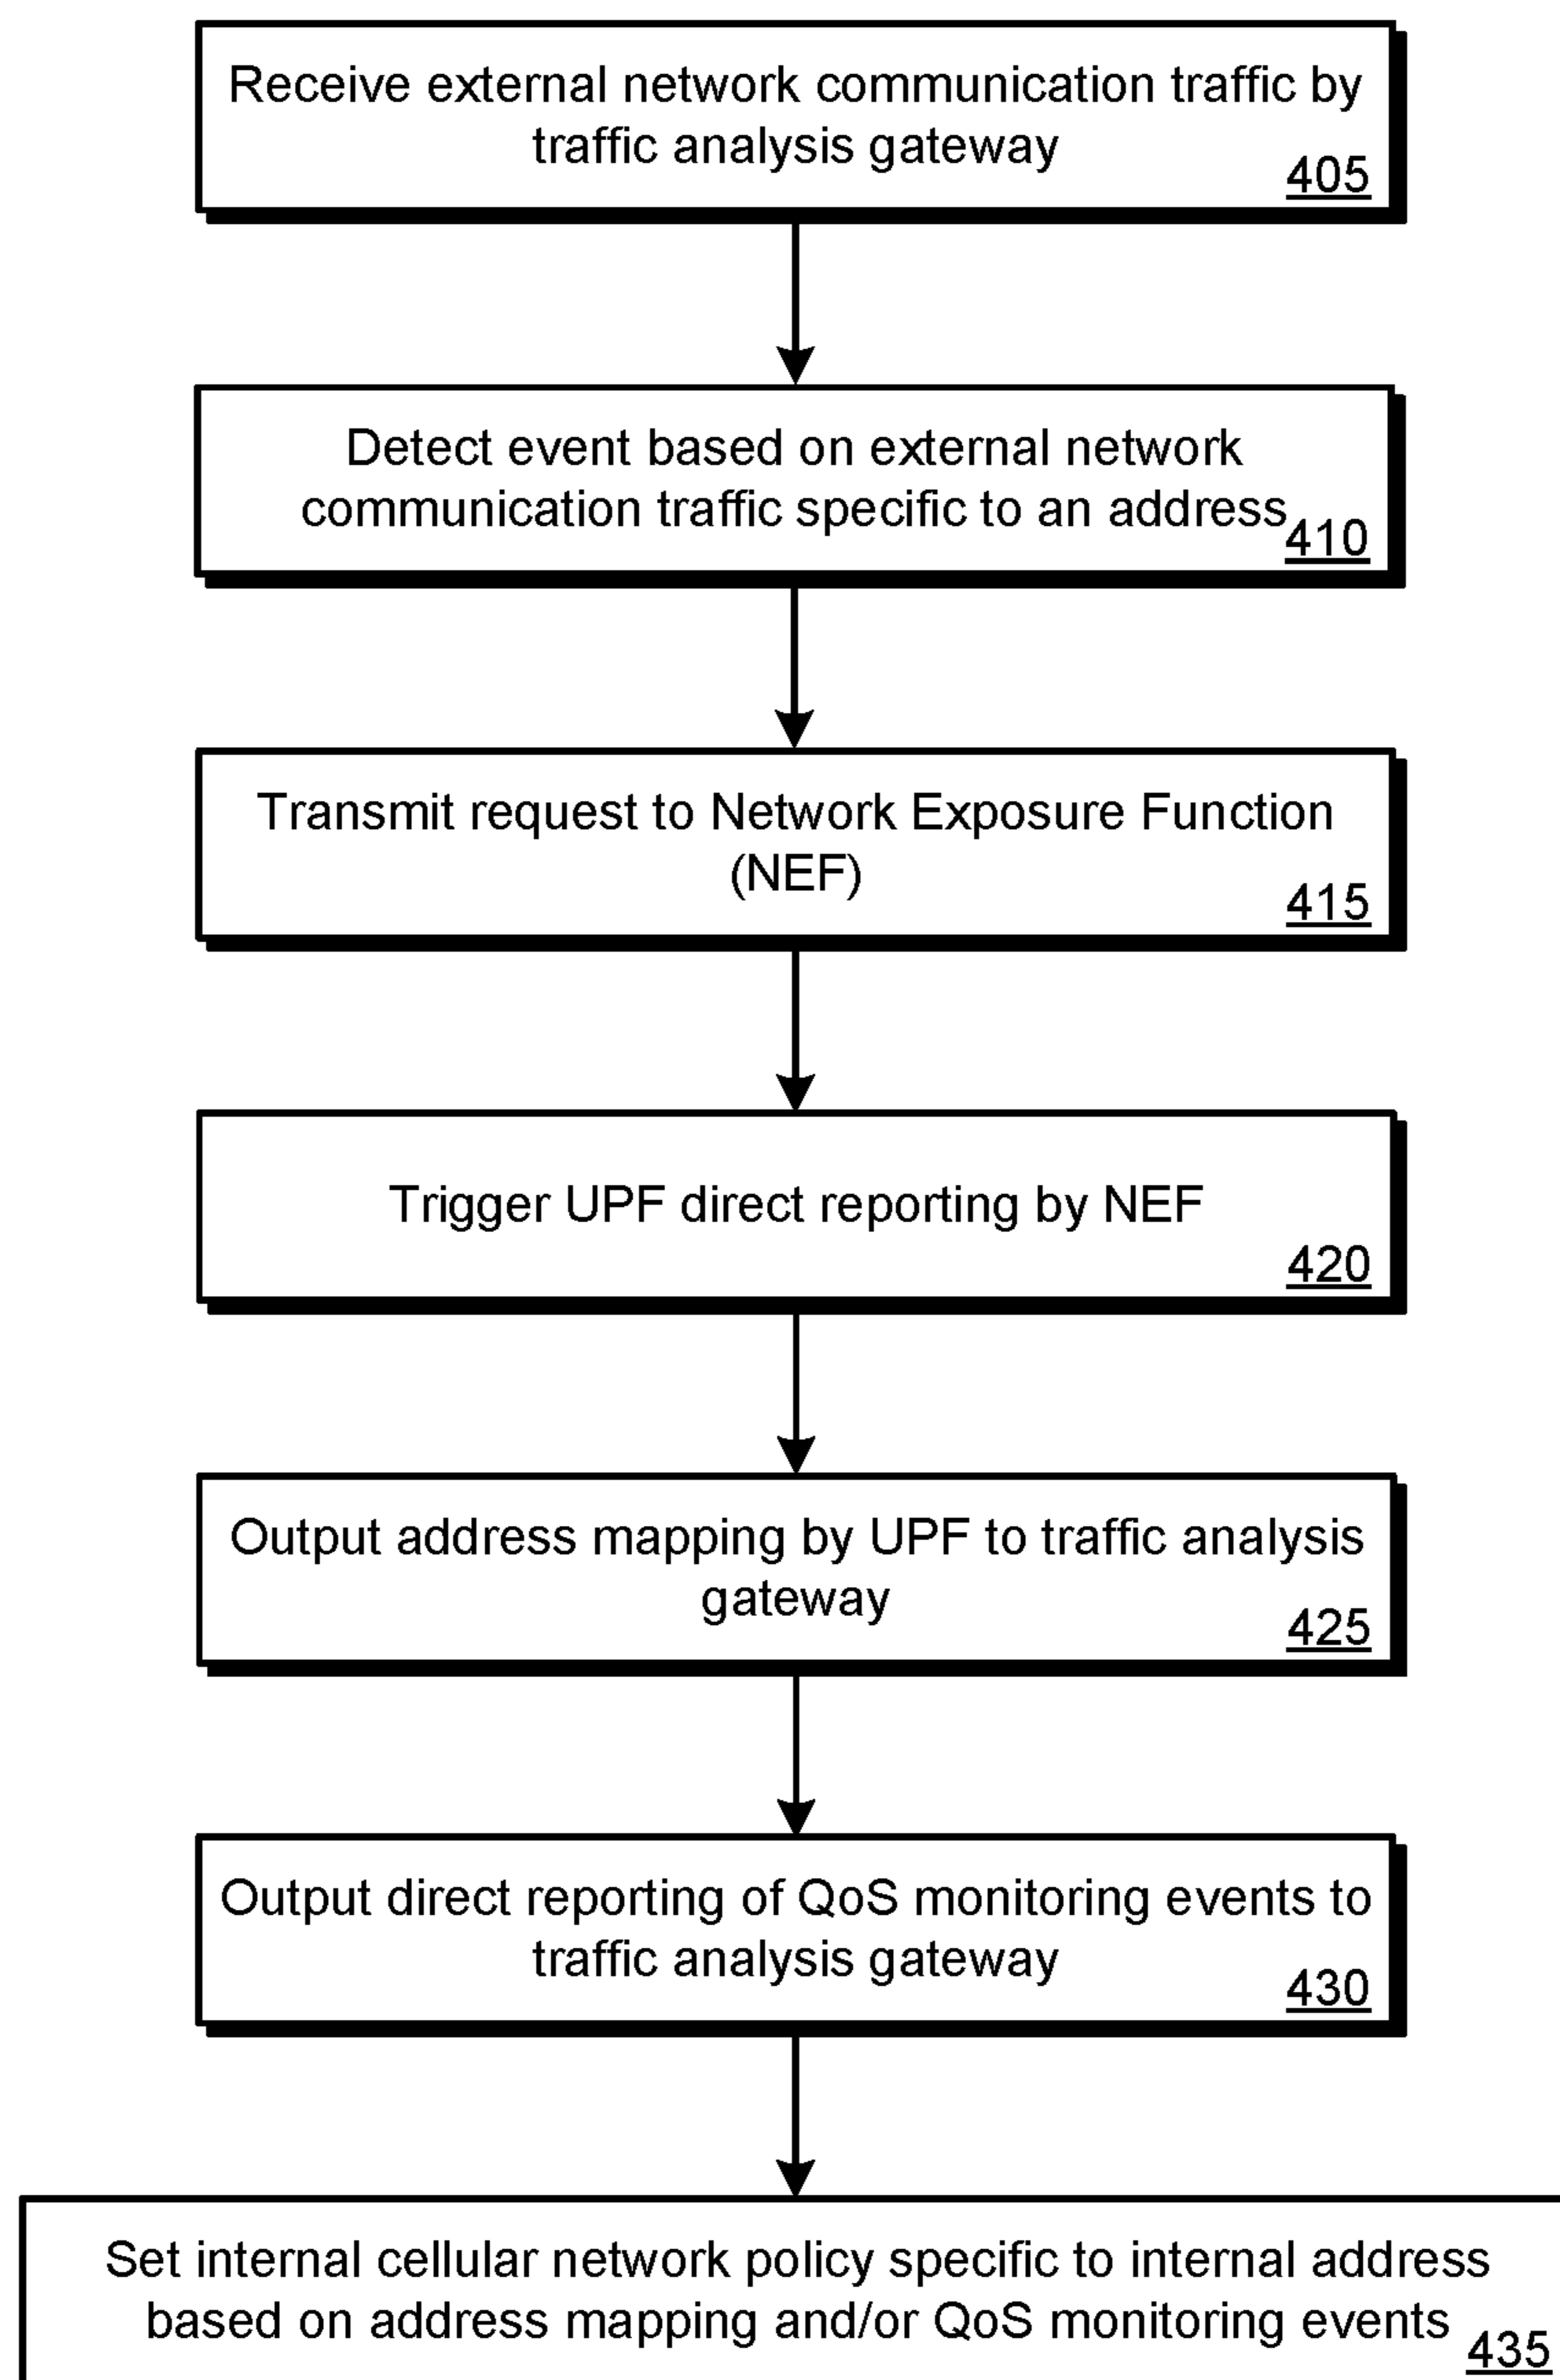 Receive external network communication traffic by
traffic analysis gateway
405
Detect event based on external network
communication traffic specific to an address
410
Transmit request to Network Exposure Function
(NEF)
415
Trigger UPF direct reporting by NEF
420
Output address mapping by UPF to traffic analysis
gateway
425
Output direct reporting of QoS monitoring events to
traffic analysis gateway
430
Set internal cellular network policy specific to internal address
based on address mapping and/or QoS monitoring events
435